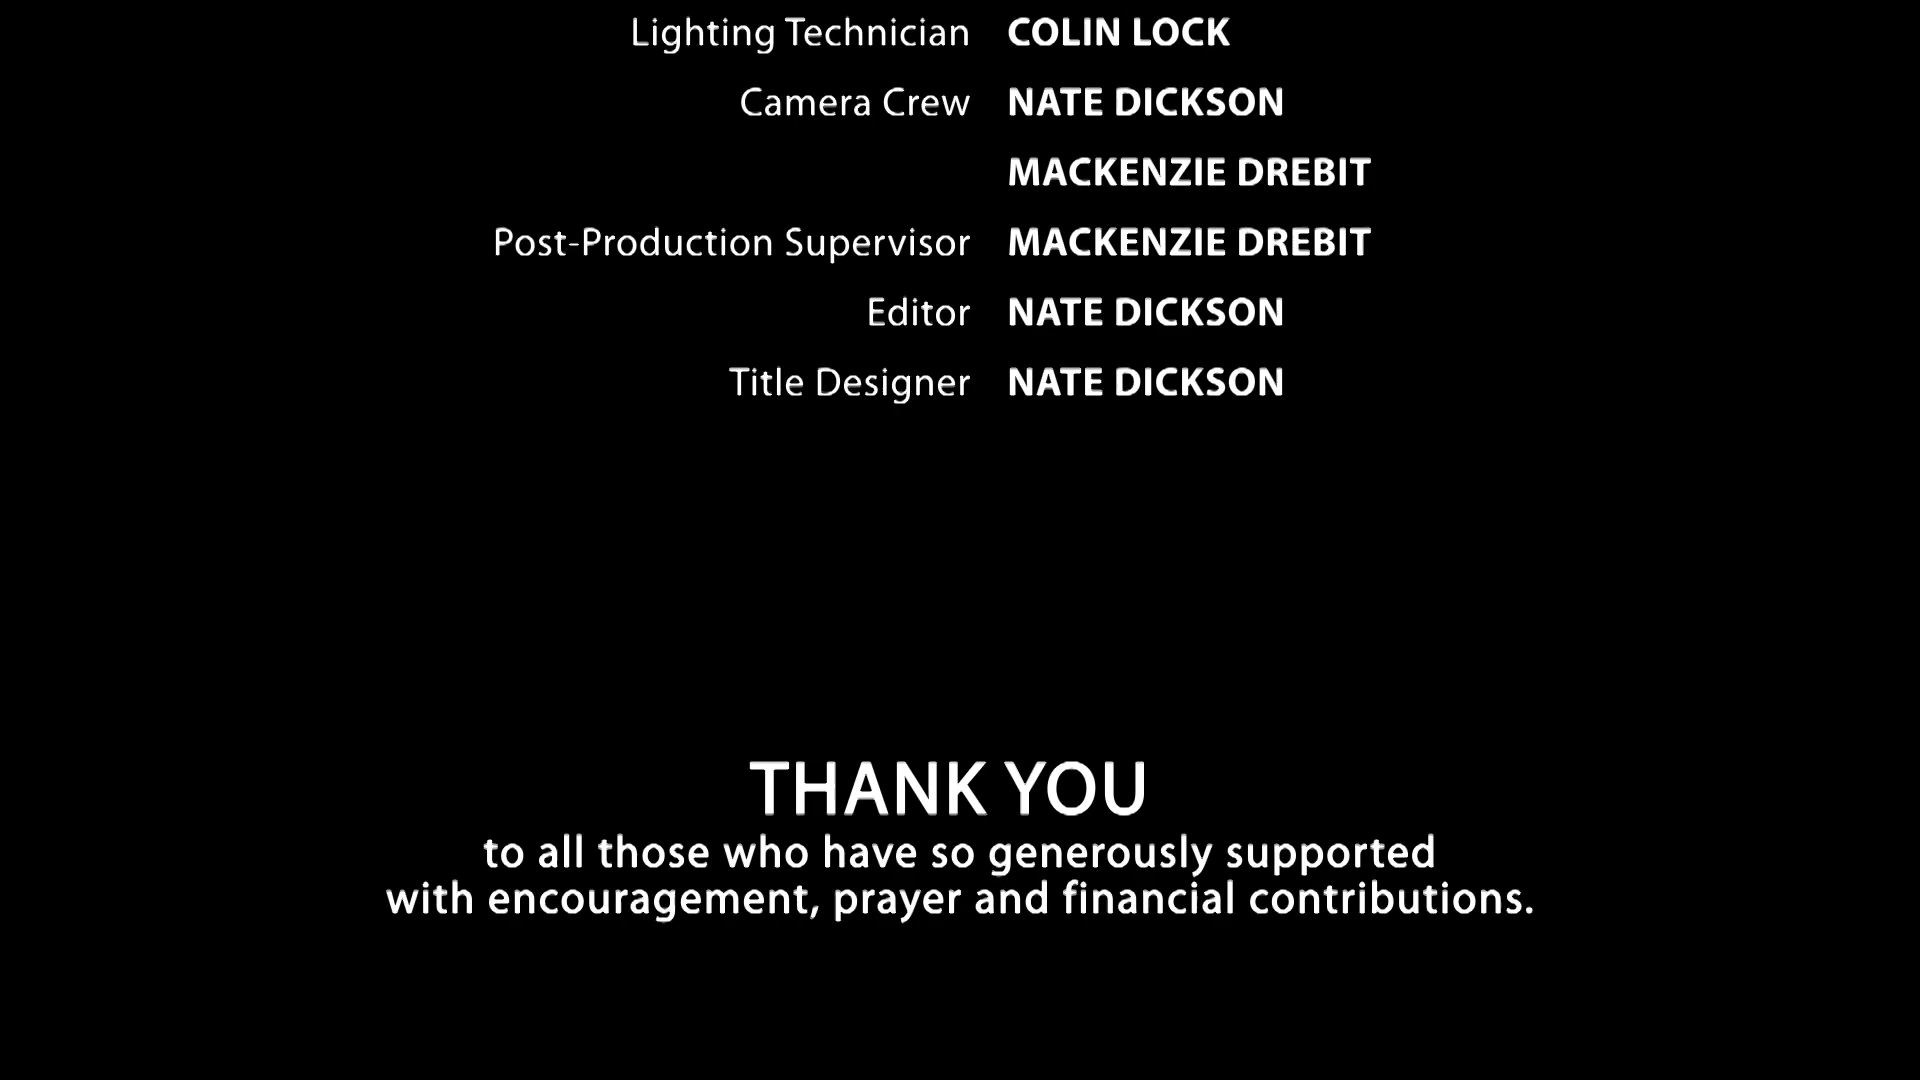 Lighting Technician COLIN LOCK
Camera Crew NATE DICKSON
MACKENZIE DREBIT
Post-Production Supervisor MACKENZIE DREBIT
Editor NATE DICKSON
Title Designer NATE DICKSON
THANK YOU
to all those who have so generously supported
with encouragement, prayer and financial contributions.